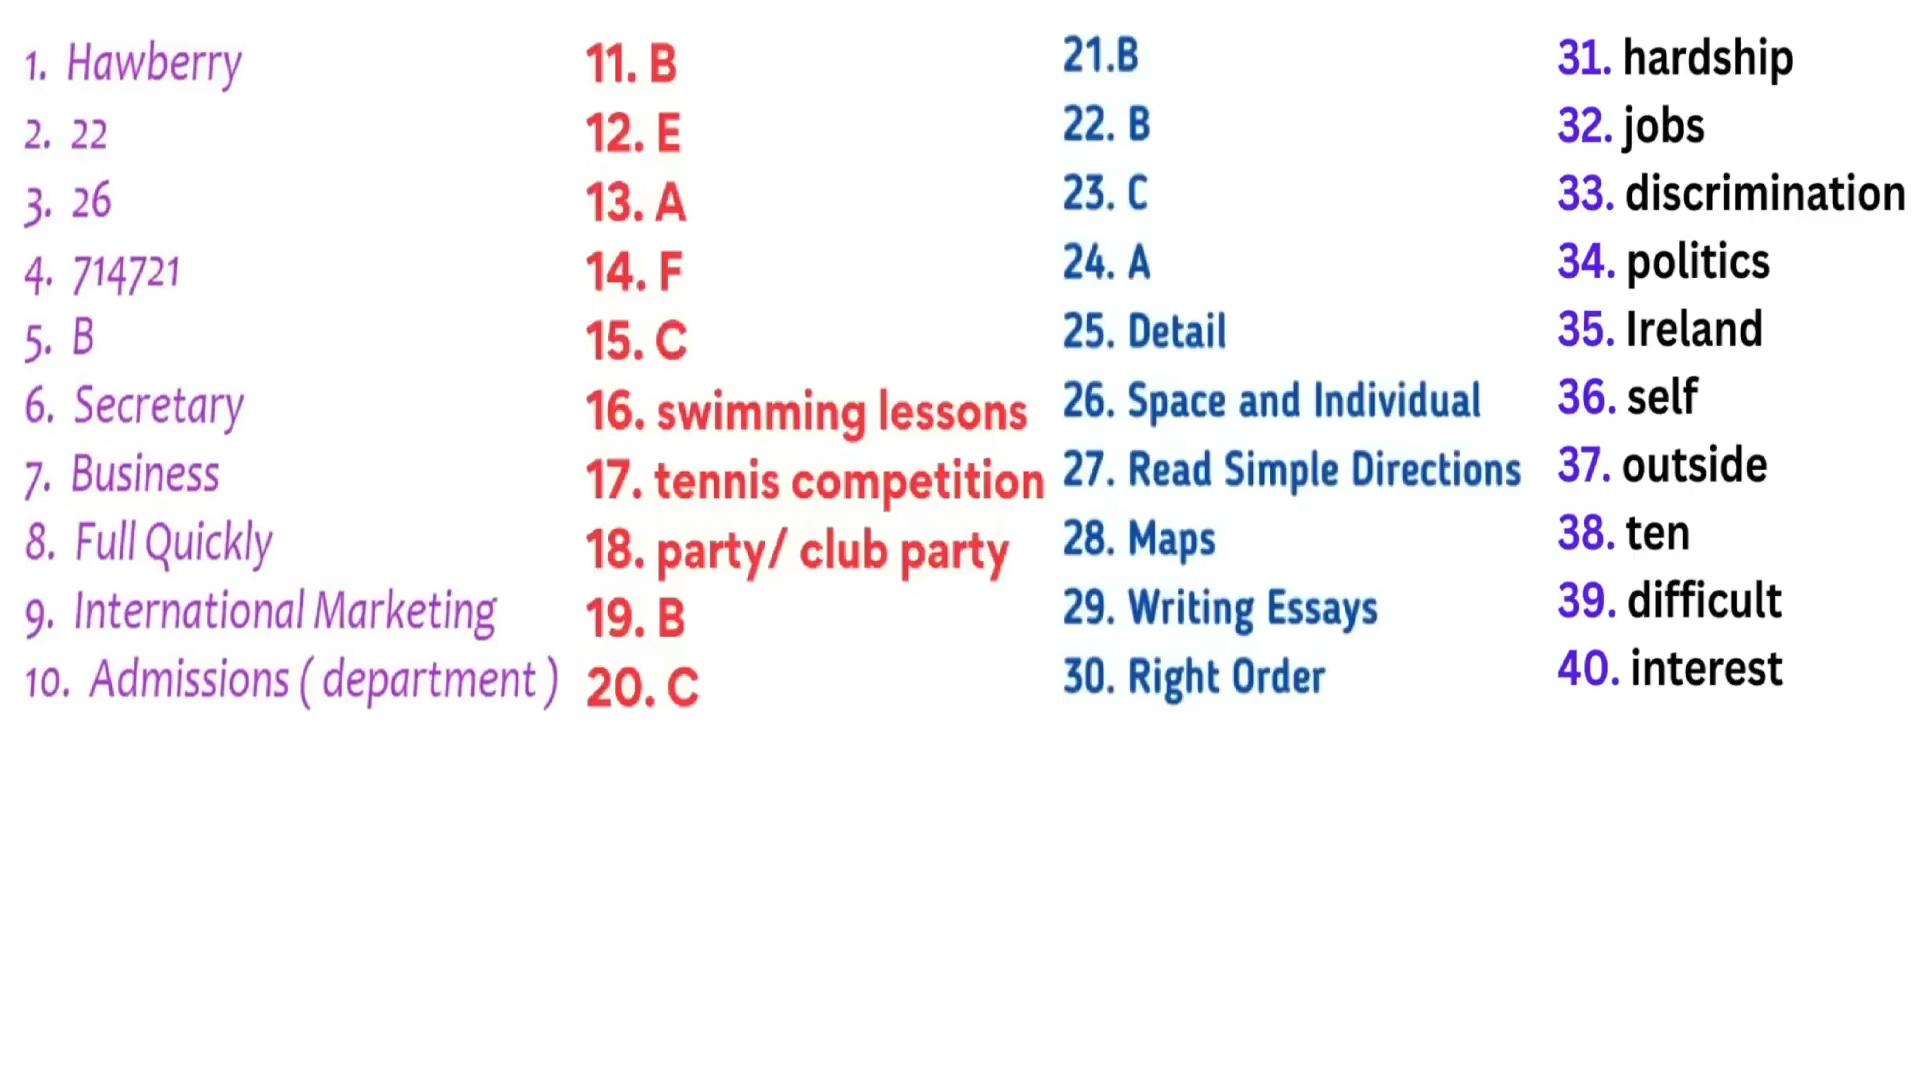 1. Hawberry
2. 22
3. 26
4. 714721
5. B
6. Secretary
7. Business
8. Full Quickly
9. International Marketing
10. Admissions ( department )
11. B
12. E
13. A
14. F
15. C
16. swimming lessons
17. tennis competition
18. party/ club party
19. B
20. C
21.B
22. B
23. C
24. A
25. Detail
26. Space and Individual
27. Read Simple Directions
28. Maps
29. Writing Essays
30. Right Order
31. hardship
32. jobs
33. discrimination
34. politics
35. Ireland
36. self
37. outside
38. ten
39. difficult
40. interest